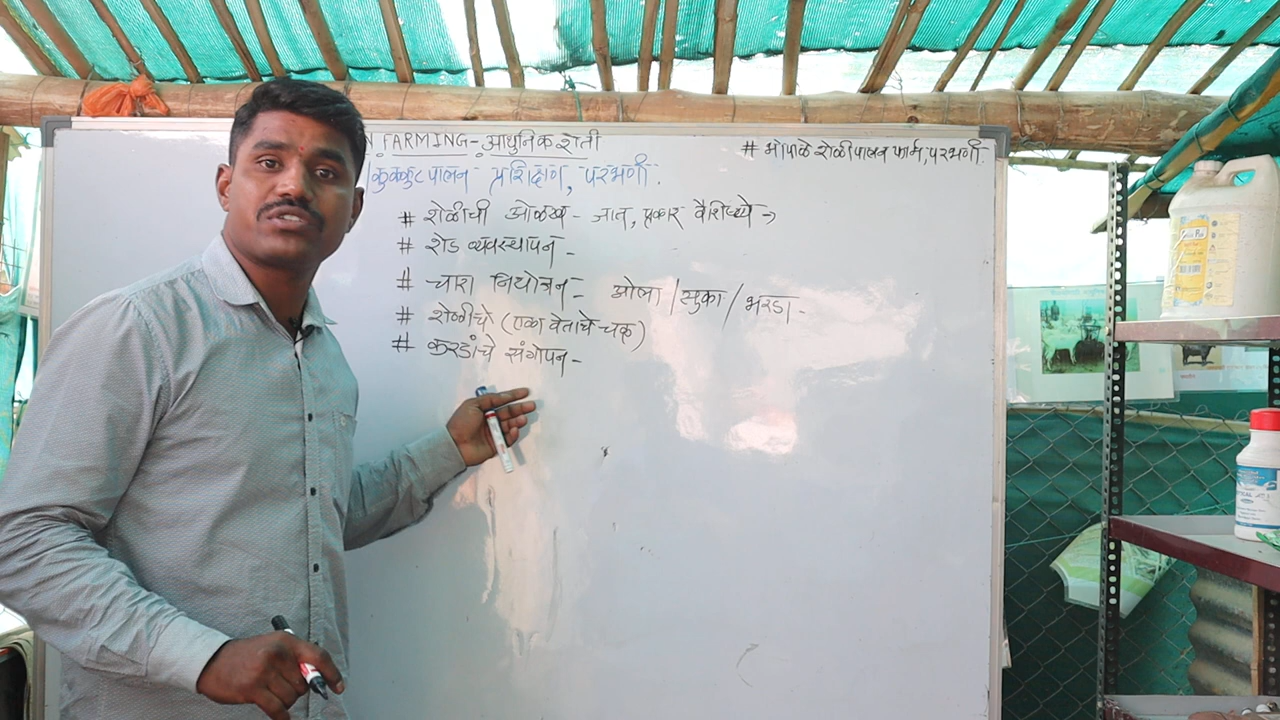 N FARMING - आधुनिक शेती
# भोपाळे शेळीपालन फार्म, परभणी.
/कुक्कुटपालन प्रशिक्षण, परभणी.
# शेळीची ओळख - जात, प्रकार वैशिष्ट्ये →
# शेड व्यवस्थापन -
# चारा नियोजन - ओला / सुका / भरडा -
# शेळीचे (एका वेताचे चक्र)
# करडांचे संगोपन -